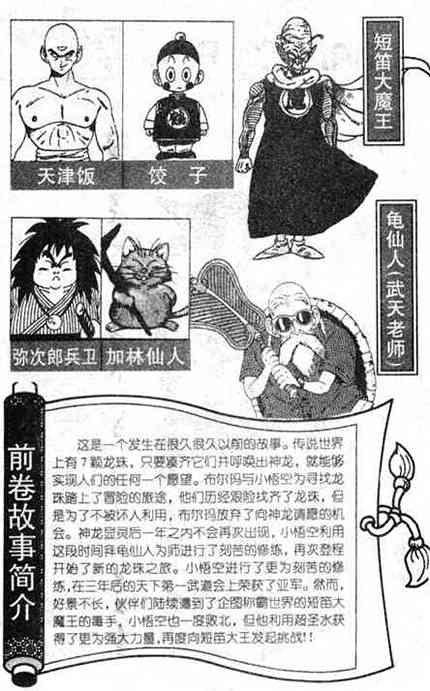 天津饭
饺 子
短笛大魔王
弥次郎兵卫
加林仙人
龟仙人(武天老师)
前卷故事简介
这是一个发生在很久很久以前的故事。传说世界
上有7颗龙珠，只要凑齐它们并呼唤出神龙，就能够
实现人们的任何一个愿望。布尔玛与小悟空为寻找龙
珠踏上了冒险的旅途，他们历经艰险找齐了龙珠，但
是为了不被坏人利用，布尔玛放弃了向神龙请愿的机
会。神龙显灵后一年之内不会再次出现，小悟空利用
这段时间拜龟仙人为师进行了刻苦的修炼，再次登程
开始了新的龙珠之旅。小悟空进行了更为刻苦的修
炼，在三年后的天下第一武道会上荣获了亚军。然而，
好景不长，伙伴们陆续遭到了企图称霸世界的短笛大
魔王的毒手，小悟空也一度败北，但他利用超圣水获
得了更为强大力量，再度向短笛大王发起挑战!!